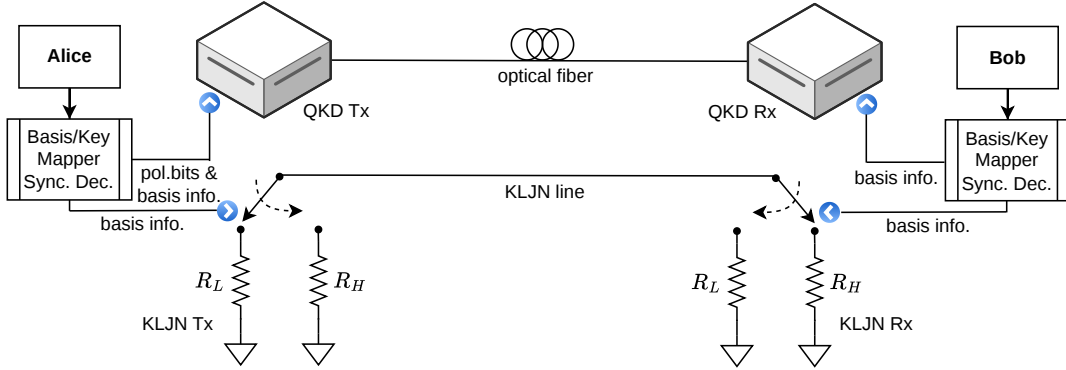 Alice
Bob
optical fiber
QKD Tx
QKD Rx
Basis/Key
Mapper
Sync. Dec.
Basis/Key
Mapper
Sync. Dec.
pol.bits &
basis info.
basis info.
KLJN line
basis info.
basis info.
R_L
R_H
R_L
R_H
KLJN Tx
KLJN Rx